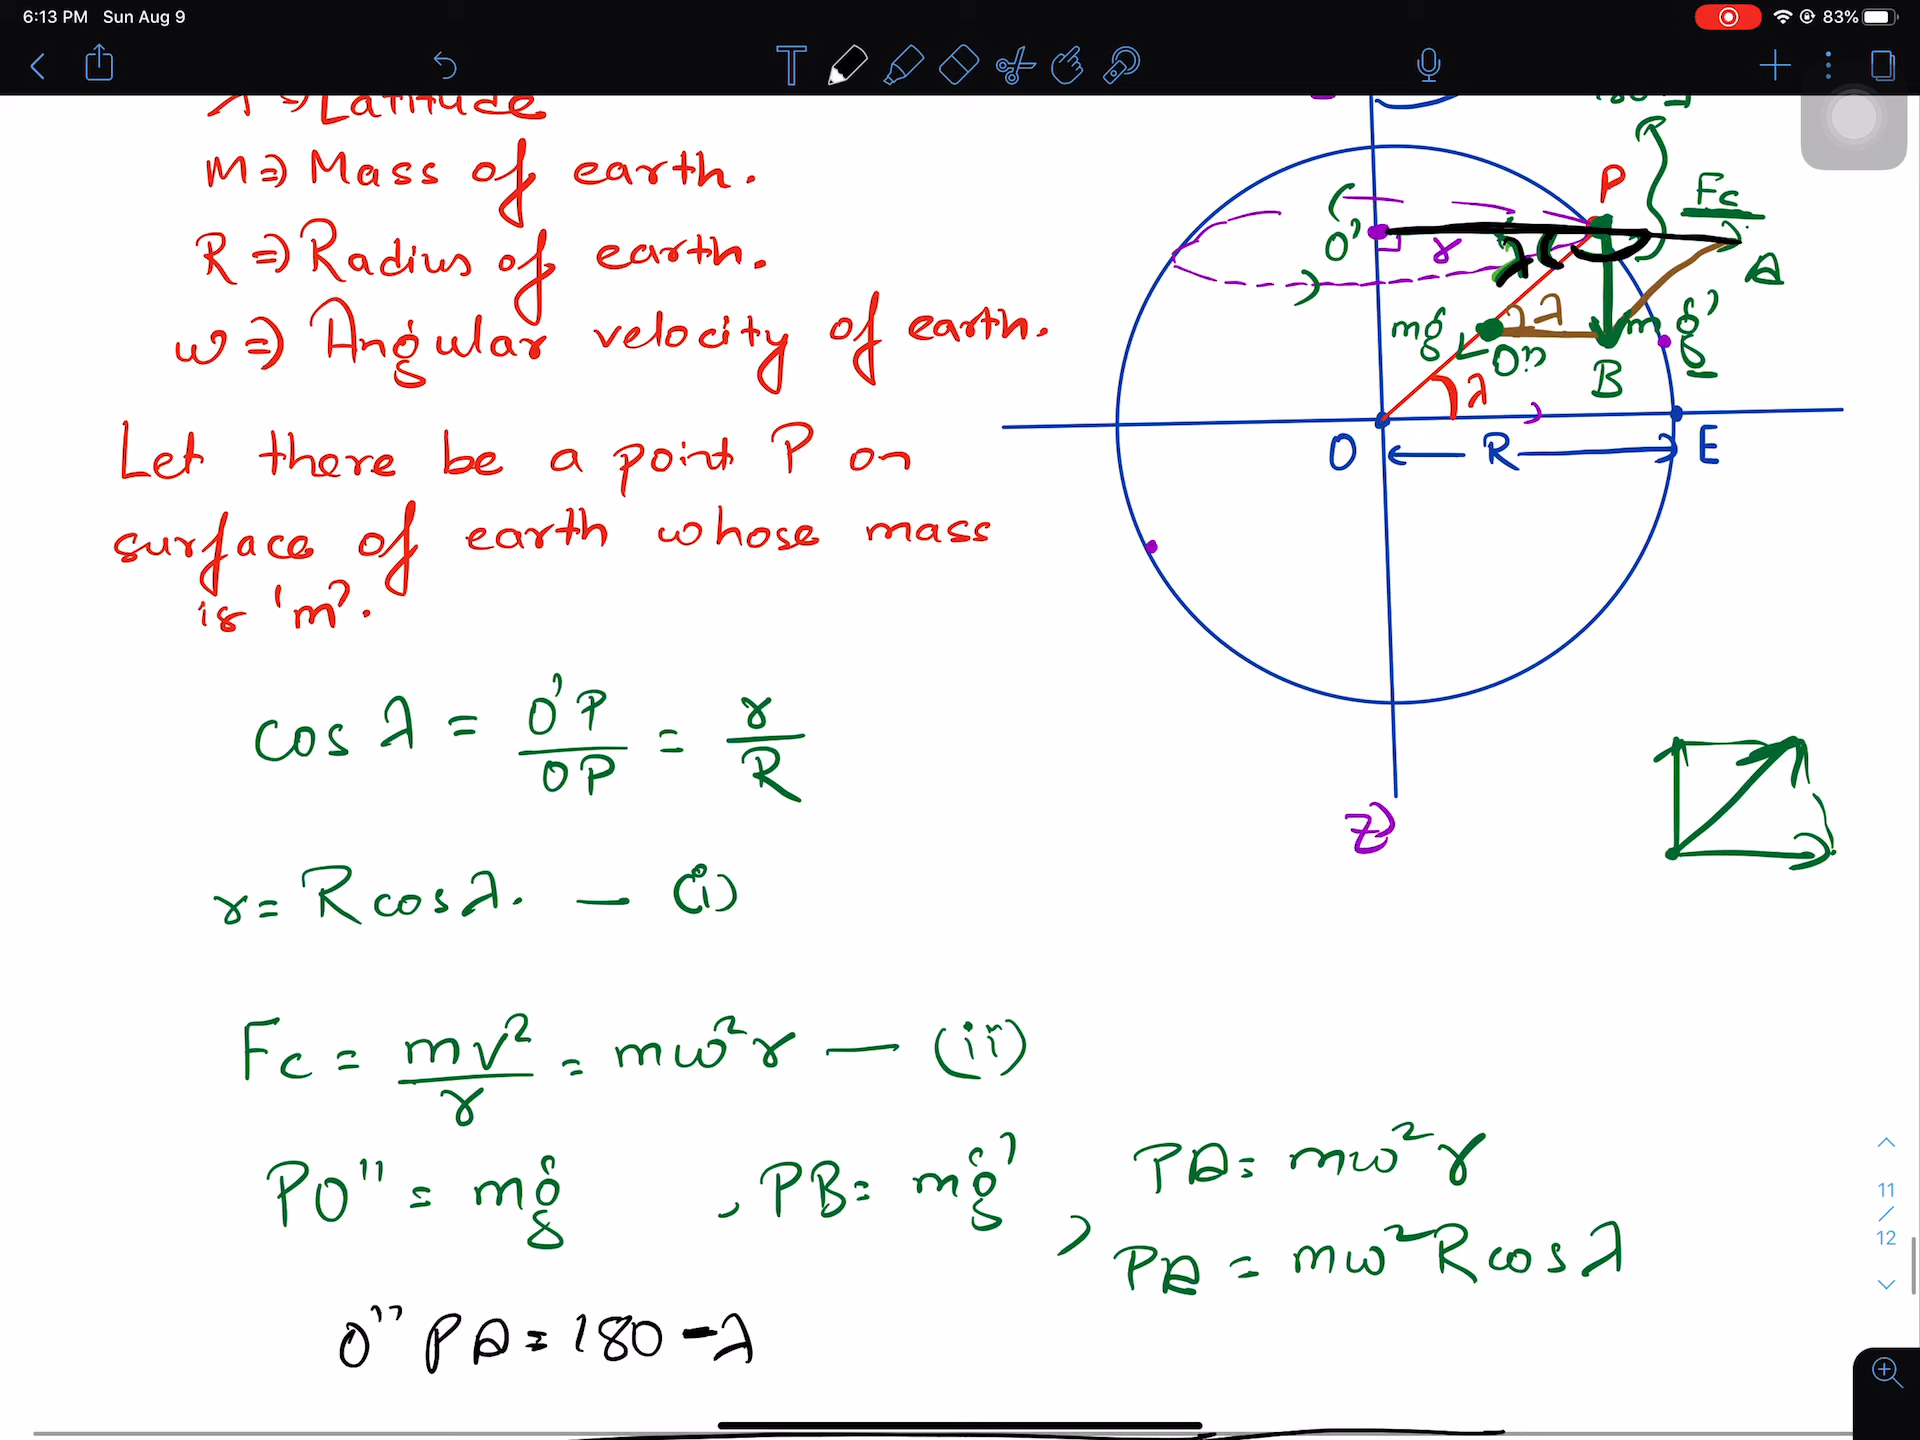 6:13 PM Sun Aug 9
83%
λ ⇒ Latitude
M ⇒ Mass of earth.
R ⇒ Radius of earth.
ω ⇒ Angular velocity of earth.
Let there be a point P on
surface of earth whose mass
is 'm'.
cos λ = O'P / OP = r / R
r = R cos λ. — (i)
Fc = mv² / r = mω²r — (ii)
PO'' = mg , PB = mg' , PA = mω²r
PA = mω²R cos λ
O''PA = 180 - λ
P
Fc
O'
r
λ
A
mg
λ
mg'
O''
B
λ
O
R
E
Z'
11
/
12